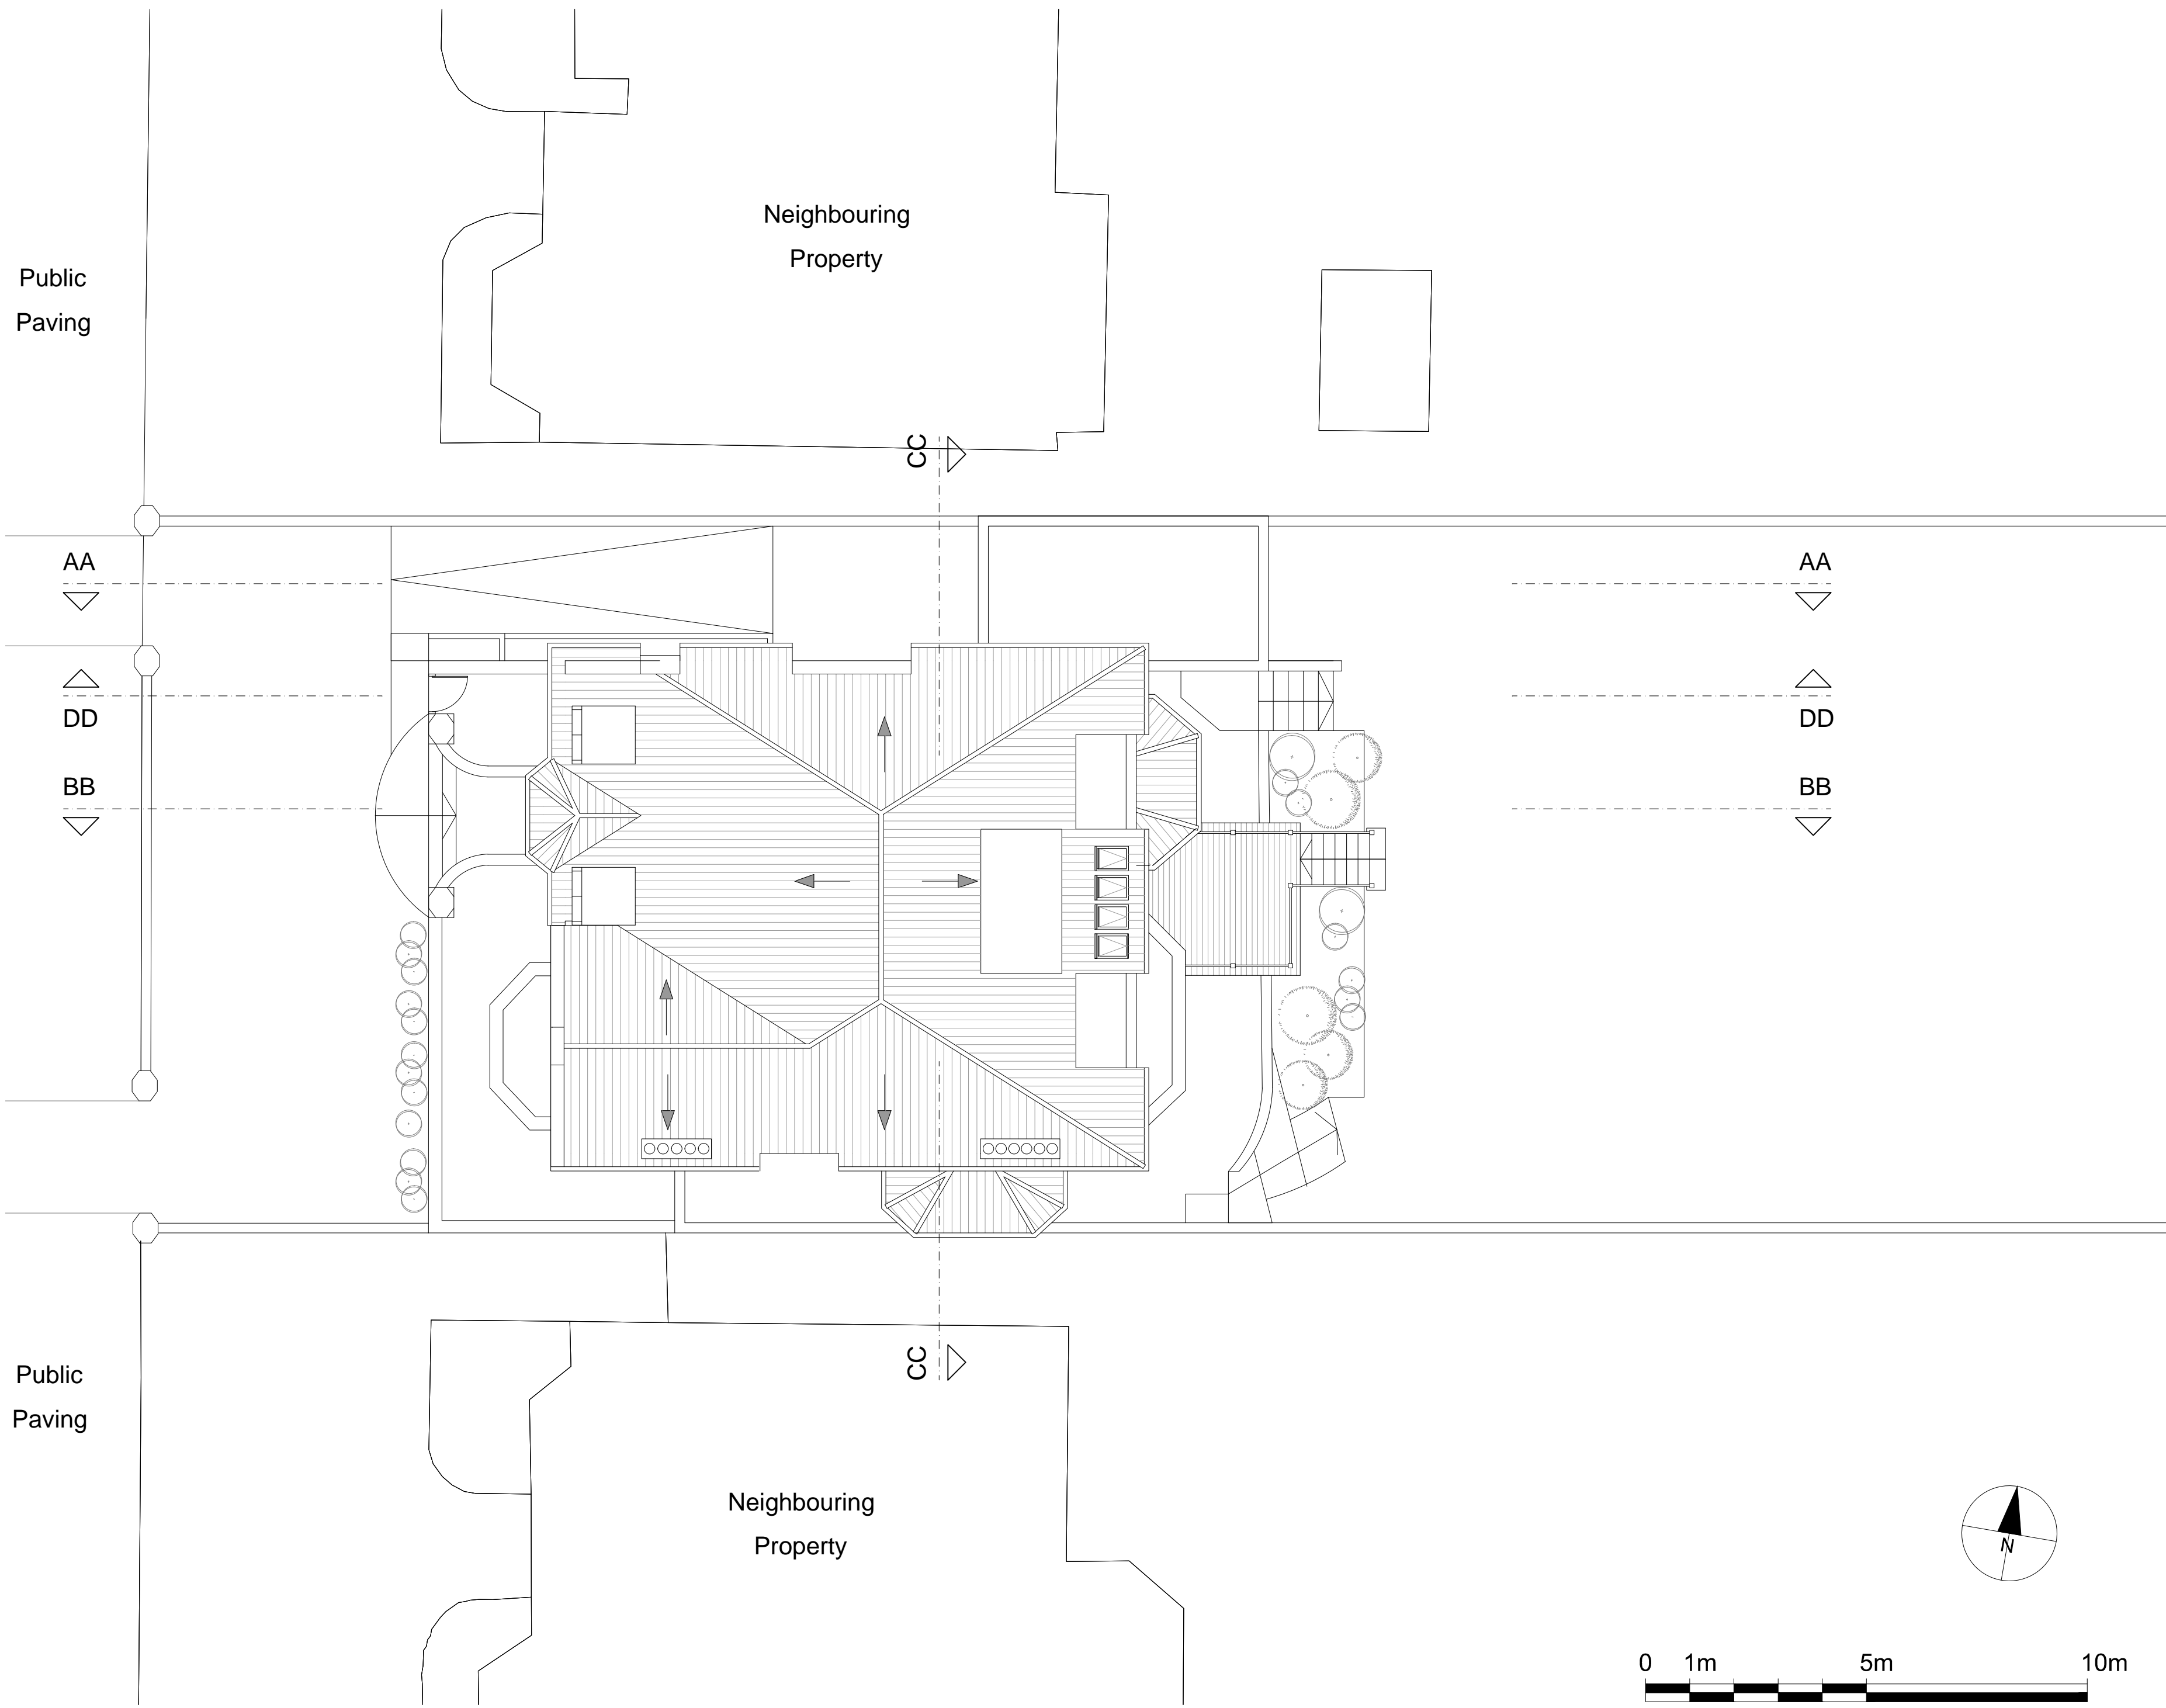 Neighbouring
Property
Public
Paving
CC
AA
AA
DD
DD
BB
BB
CC
Public
Paving
Neighbouring
Property
N
0 1m 5m 10m